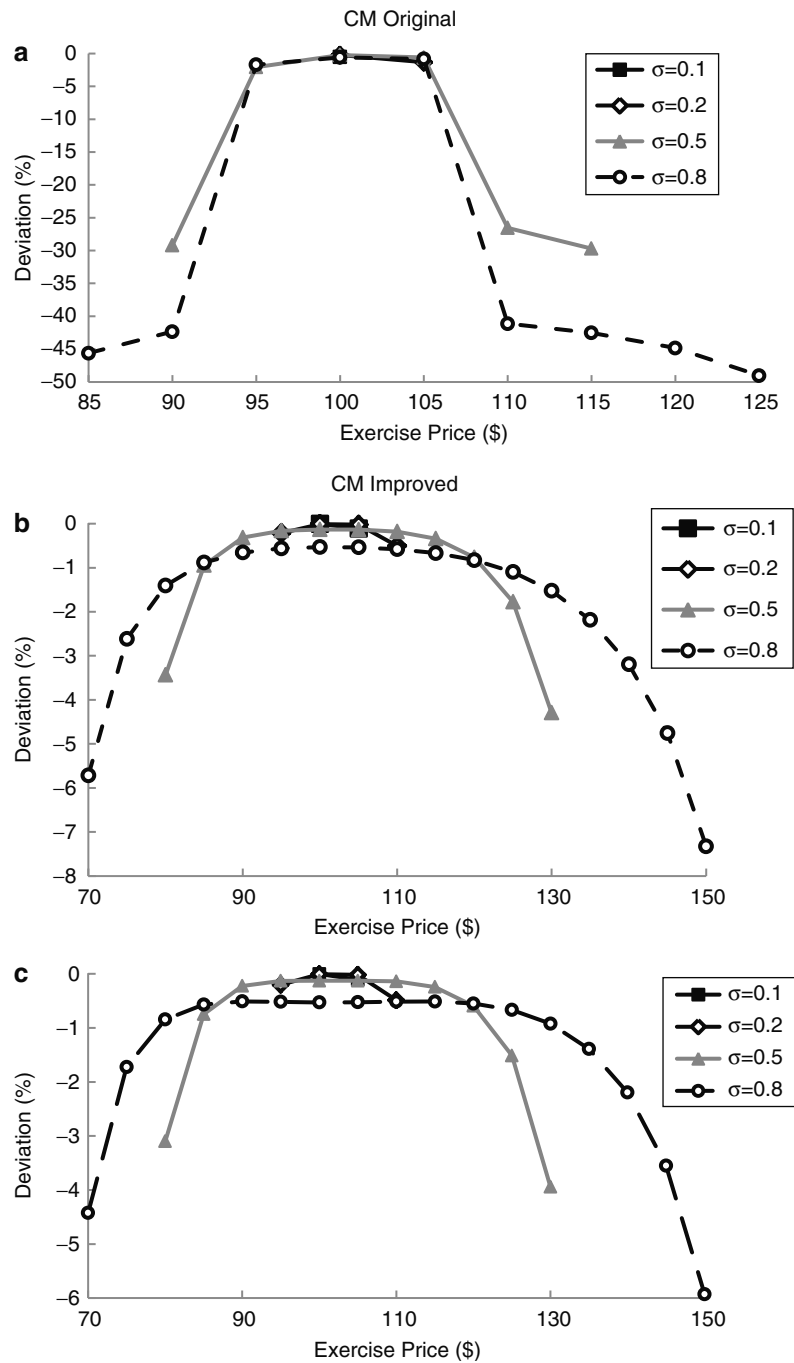 CM Original
a
0
−5
−10
−15
−20
−25
−30
−35
−40
−45
−50
Deviation (%)
85 90 95 100 105 110 115 120 125
Exercise Price ($)
σ=0.1
σ=0.2
σ=0.5
σ=0.8
CM Improved
b
0
−1
−2
−3
−4
−5
−6
−7
−8
Deviation (%)
70 90 110 130 150
Exercise Price ($)
σ=0.1
σ=0.2
σ=0.5
σ=0.8
c
0
−1
−2
−3
−4
−5
−6
Deviation (%)
70 90 110 130 150
Exercise Price ($)
σ=0.1
σ=0.2
σ=0.5
σ=0.8